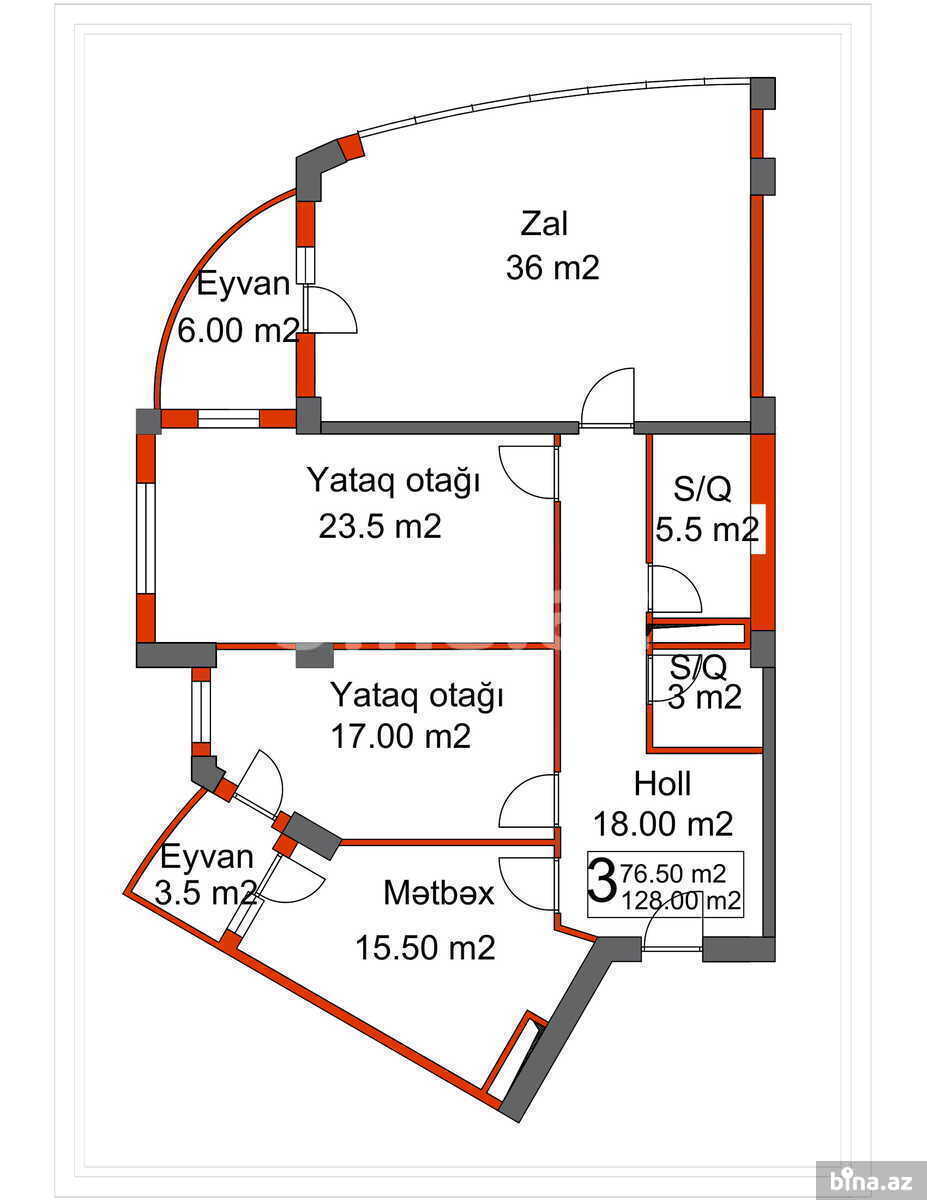 Zal
36 m2
Eyvan
6.00 m2
Yataq otağı
23.5 m2
S/Q
5.5 m2
S/Q
3 m2
Yataq otağı
17.00 m2
Holl
18.00 m2
3
76.50 m2
128.00 m2
Eyvan
3.5 m2
Mətbəx
15.50 m2
bina.az